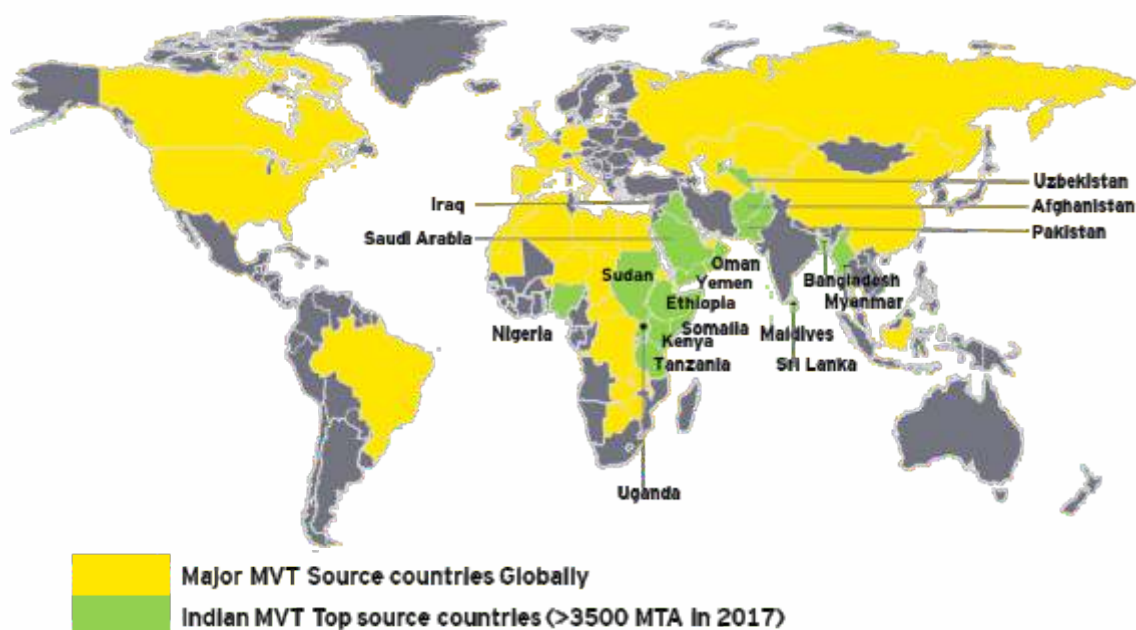 Uzbekistan
Iraq
Afghanistan
Saudi Arabia
Pakistan
Oman
Sudan
Yemen
Bangladesh
Ethiopia
Myanmar
Nigeria
Somalia
Maldives
Kenya
Tanzania
Sri Lanka
Uganda
Major MVT Source countries Globally
Indian MVT Top source countries (>3500 MTA in 2017)